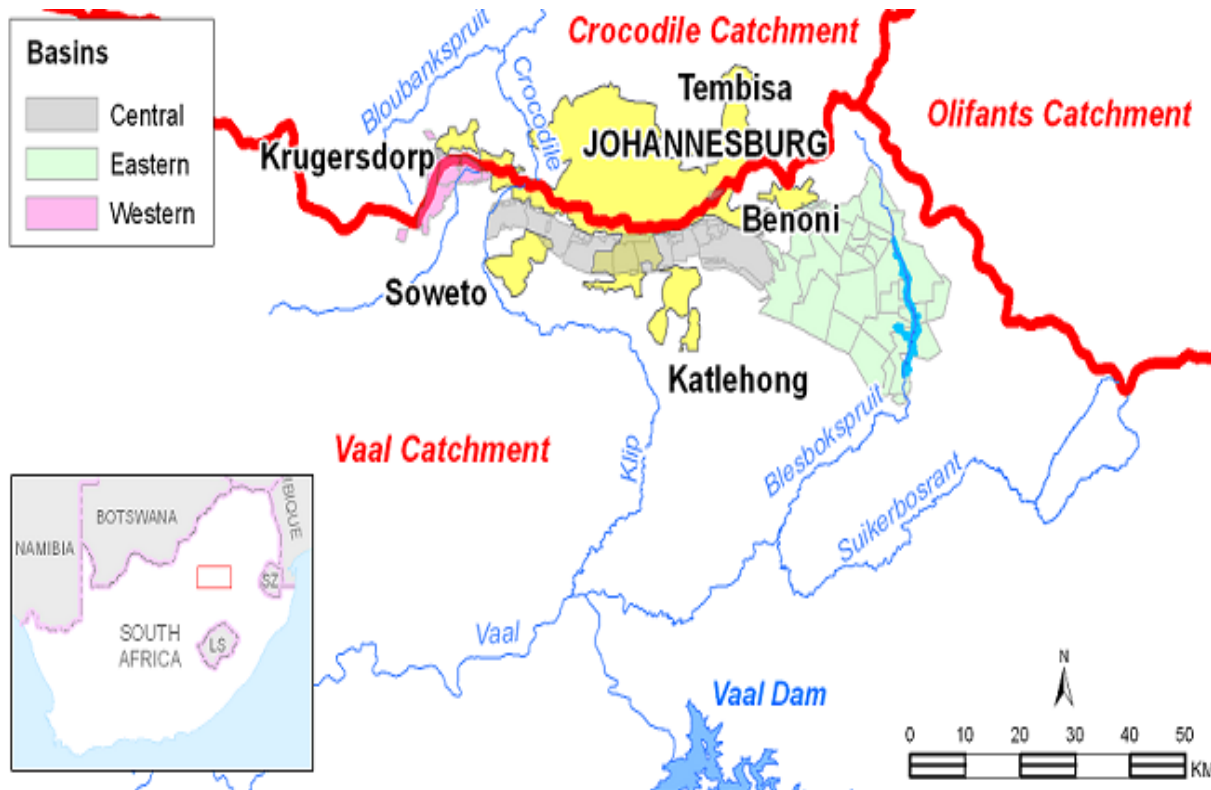 Basins
Central
Eastern
Western
Crocodile Catchment
Bloubankspruit
Crocodile
Tembisa
Olifants Catchment
JOHANNESBURG
Krugersdorp
Benoni
Soweto
Katlehong
Vaal Catchment
Klip
Blesbokspruit
Suikerbosrant
Vaal
Vaal Dam
NAMIBIA
BOTSWANA
IBIQUE
SZ
SOUTH
AFRICA
LS
N
0 10 20 30 40 50
KM